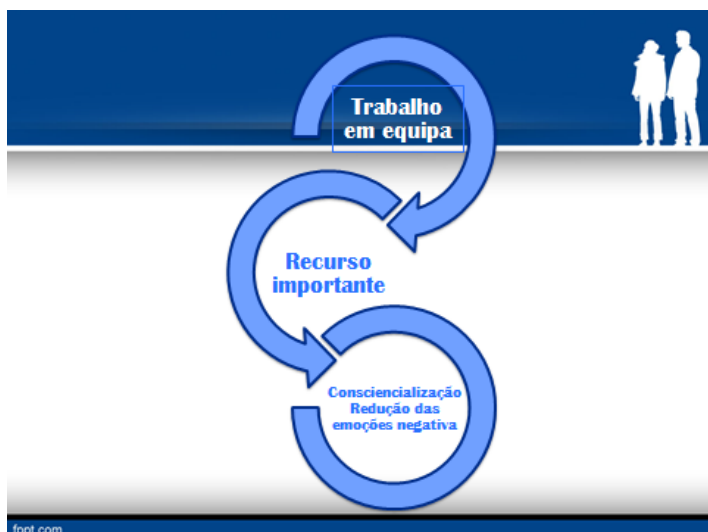 Trabalho
em equipa
Recurso
importante
Consciencialização
Redução das
emoções negativa
fppt.com